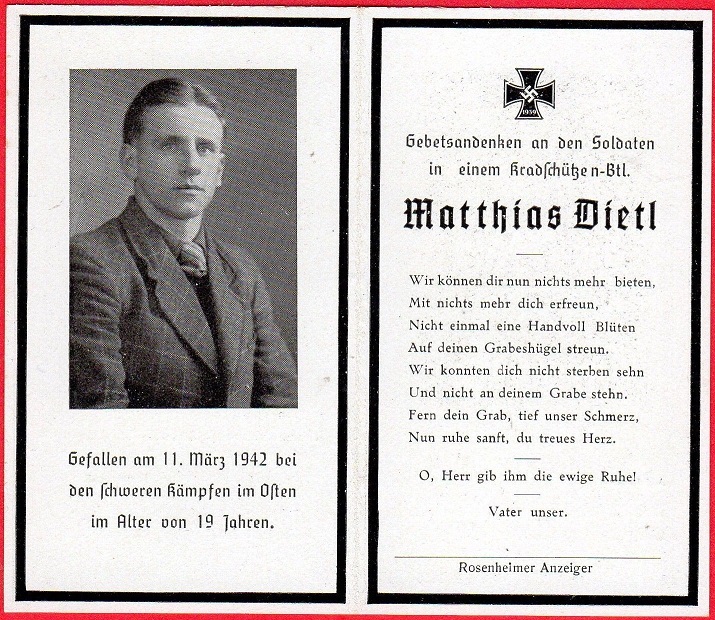 Gefallen am 11. März 1942 bei
den schweren Kämpfen im Osten
im Alter von 19 Jahren.
1939
Gebetsandenken an den Soldaten
in einem Kradschützen-Btl.
Matthias Dietl
Wir können dir nun nichts mehr bieten,
Mit nichts mehr dich erfreun,
Nicht einmal eine Handvoll Blüten
Auf deinen Grabeshügel streun.
Wir konnten dich nicht sterben sehn
Und nicht an deinem Grabe stehn.
Fern dein Grab, tief unser Schmerz,
Nun ruhe sanft, du treues Herz.
O, Herr gib ihm die ewige Ruhe!
Vater unser.
Rosenheimer Anzeiger